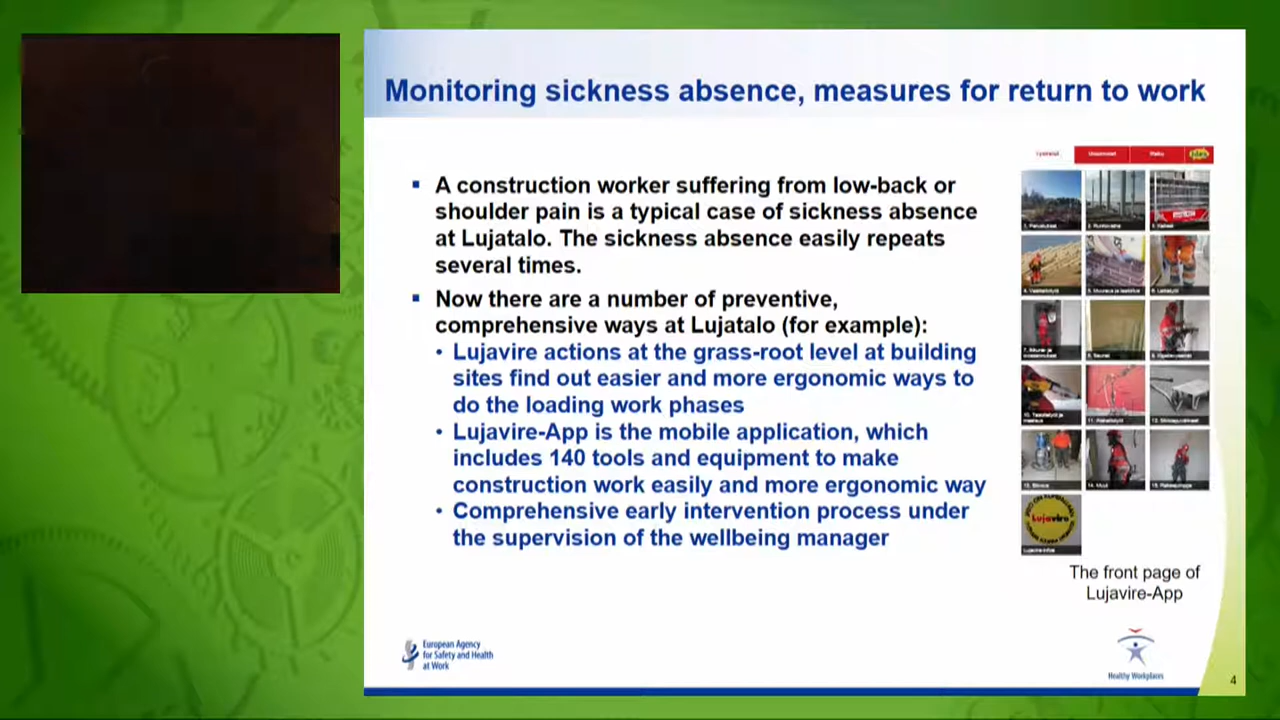 Monitoring sickness absence, measures for return to work
▪ A construction worker suffering from low-back or
shoulder pain is a typical case of sickness absence
at Lujatalo. The sickness absence easily repeats
several times.
▪ Now there are a number of preventive,
comprehensive ways at Lujatalo (for example):
• Lujavire actions at the grass-root level at building
sites find out easier and more ergonomic ways to
do the loading work phases
• Lujavire-App is the mobile application, which
includes 140 tools and equipment to make
construction work easily and more ergonomic way
• Comprehensive early intervention process under
the supervision of the wellbeing manager
Lujavire
The front page of
Lujavire-App
European Agency
for Safety and Health
at Work
Healthy Workplaces
4